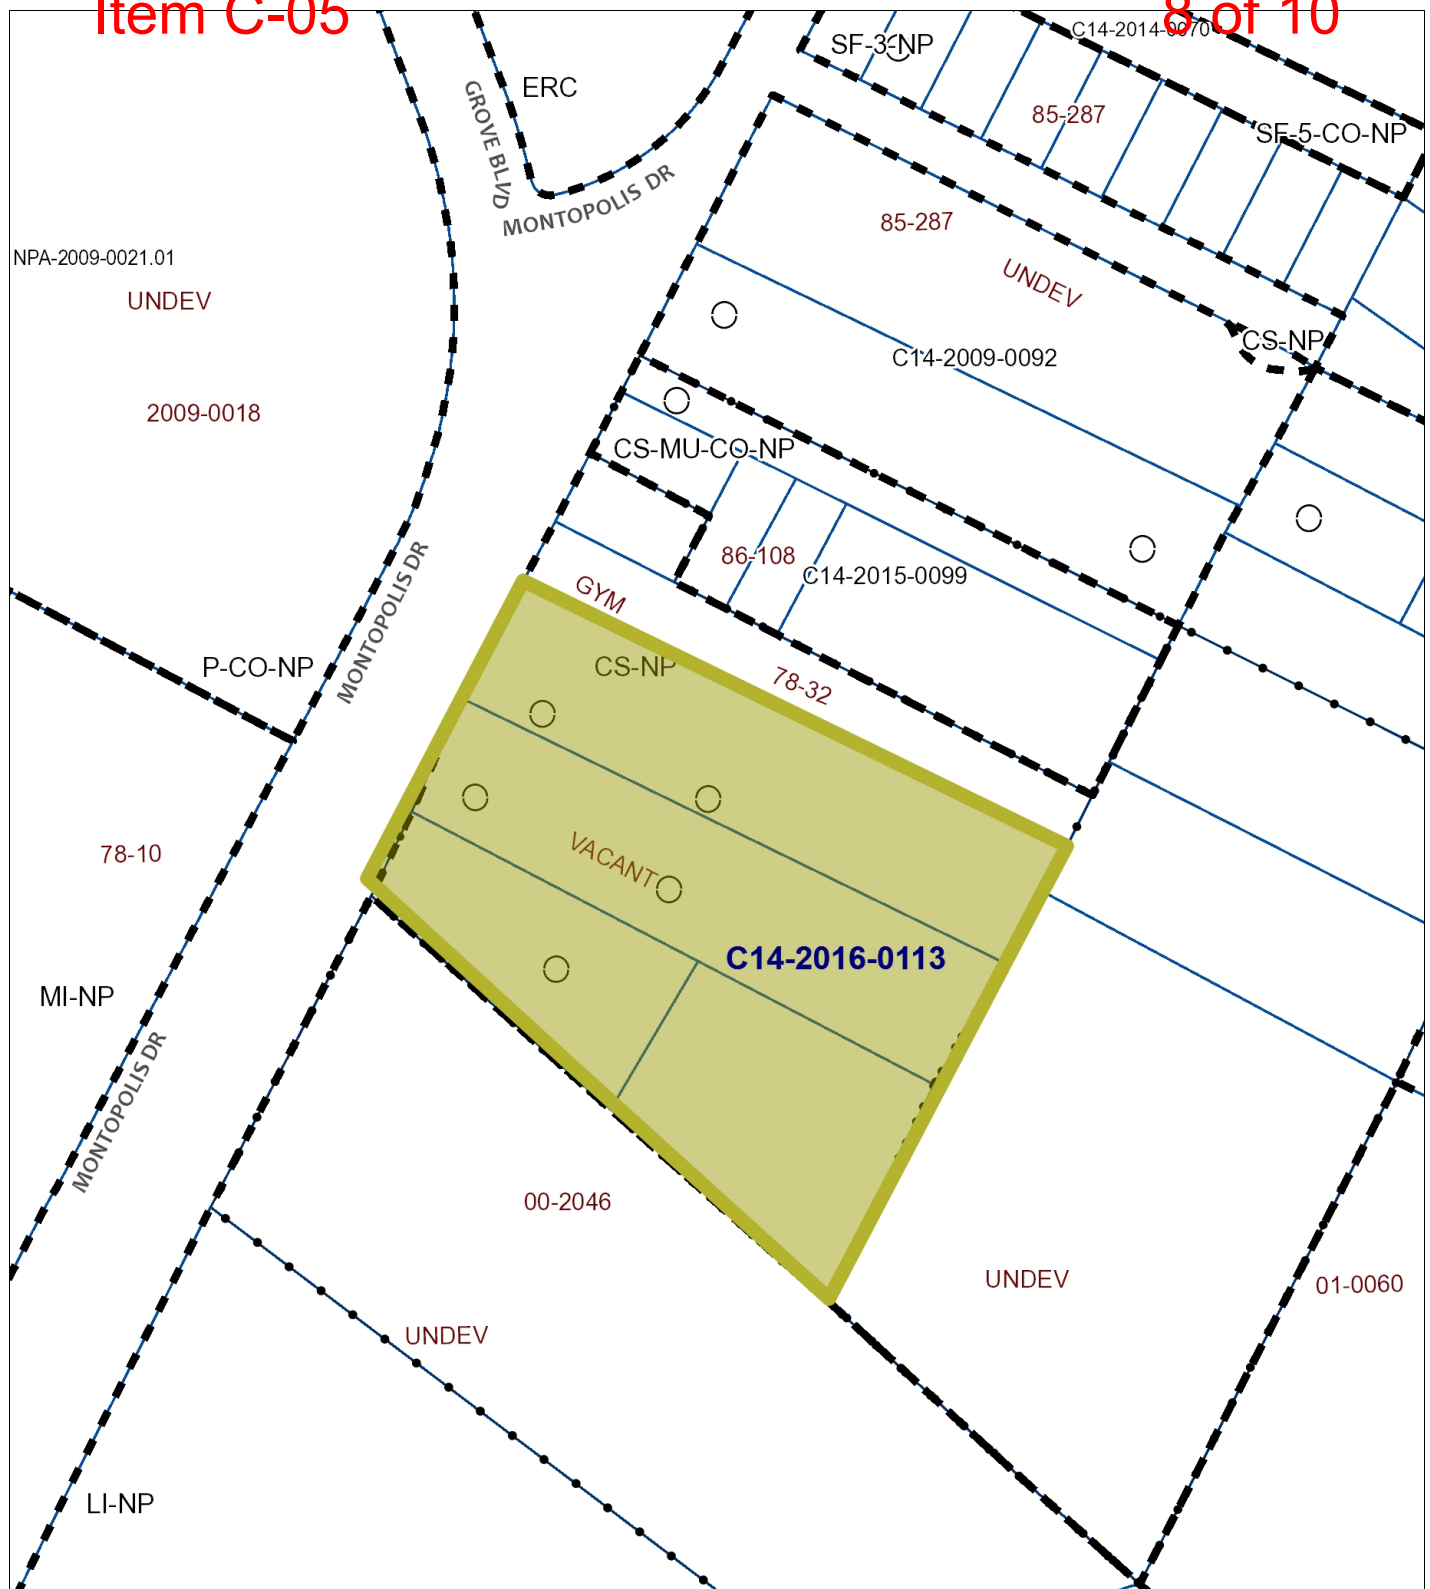 Item C-05
8 of 10
C14-2014-0070
SF-3-NP
ERC
GROVE BLVD
85-287
SF-5-CO-NP
MONTOPOLIS DR
85-287
NPA-2009-0021.01
UNDEV
UNDEV
CS-NP
C14-2009-0092
2009-0018
CS-MU-CO-NP
86-108
C14-2015-0099
GYM
MONTOPOLIS DR
P-CO-NP
CS-NP
78-32
78-10
VACANT
C14-2016-0113
MI-NP
MONTOPOLIS DR
00-2046
UNDEV
01-0060
UNDEV
LI-NP